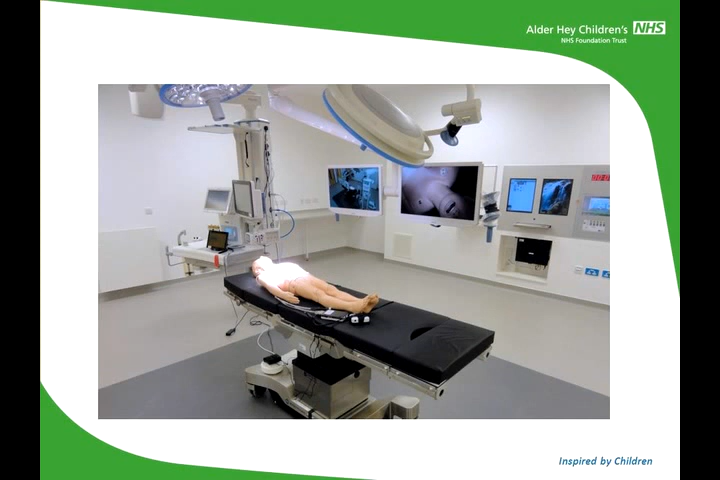 Alder Hey Children's NHS
NHS Foundation Trust
Inspired by Children